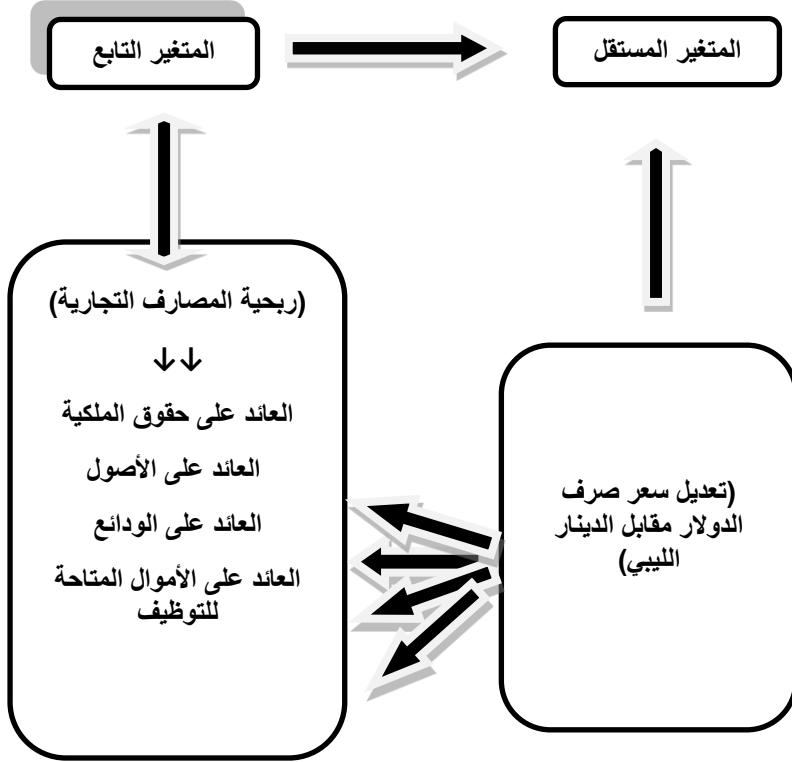 المتغير المستقل
المتغير التابع
(ربحية المصارف التجارية)
↓↓
العائد على حقوق الملكية
العائد على الأصول
العائد على الودائع
العائد على الأموال المتاحة
للتوظيف
(تعديل سعر صرف
الدولار مقابل الدينار
الليبي)